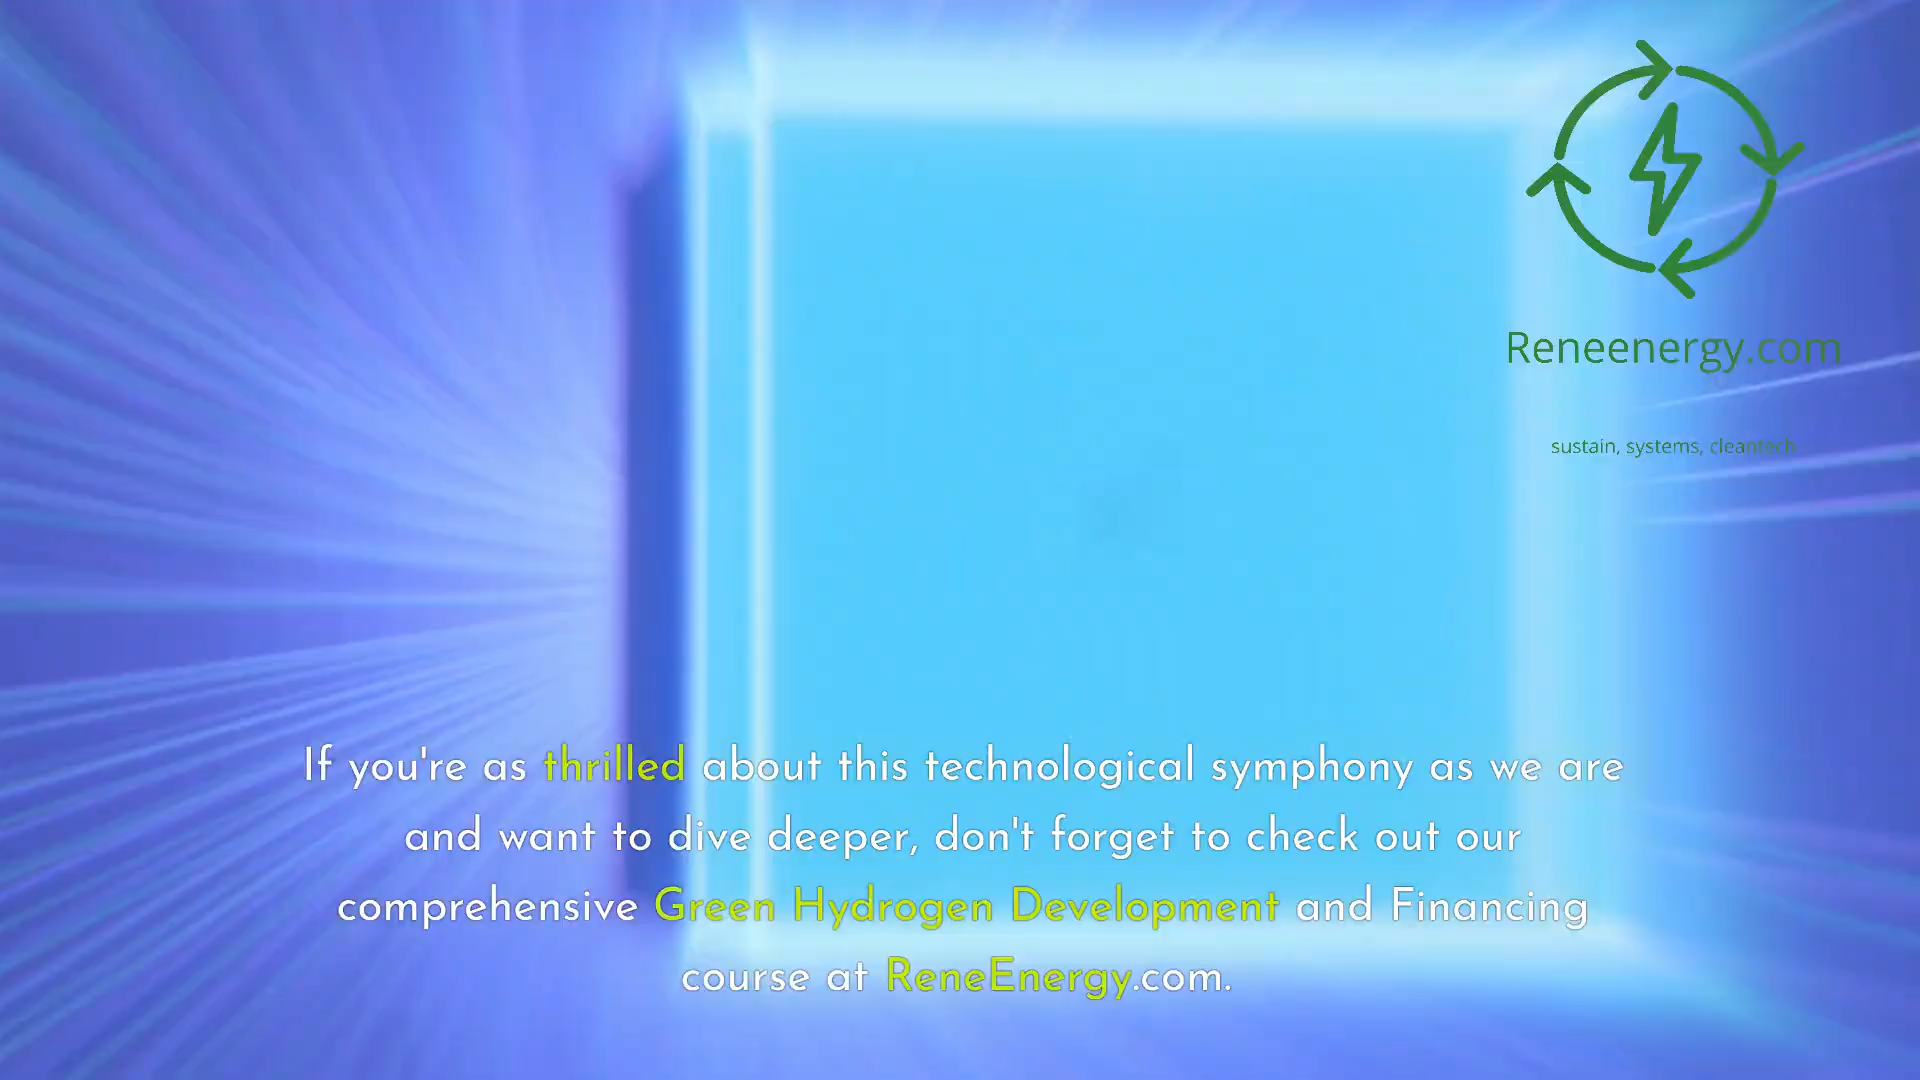 Reneenergy.com
sustain, systems, cleantech
If you're as thrilled about this technological symphony as we are
and want to dive deeper, don't forget to check out our
comprehensive Green Hydrogen Development and Financing
course at ReneEnergy.com.